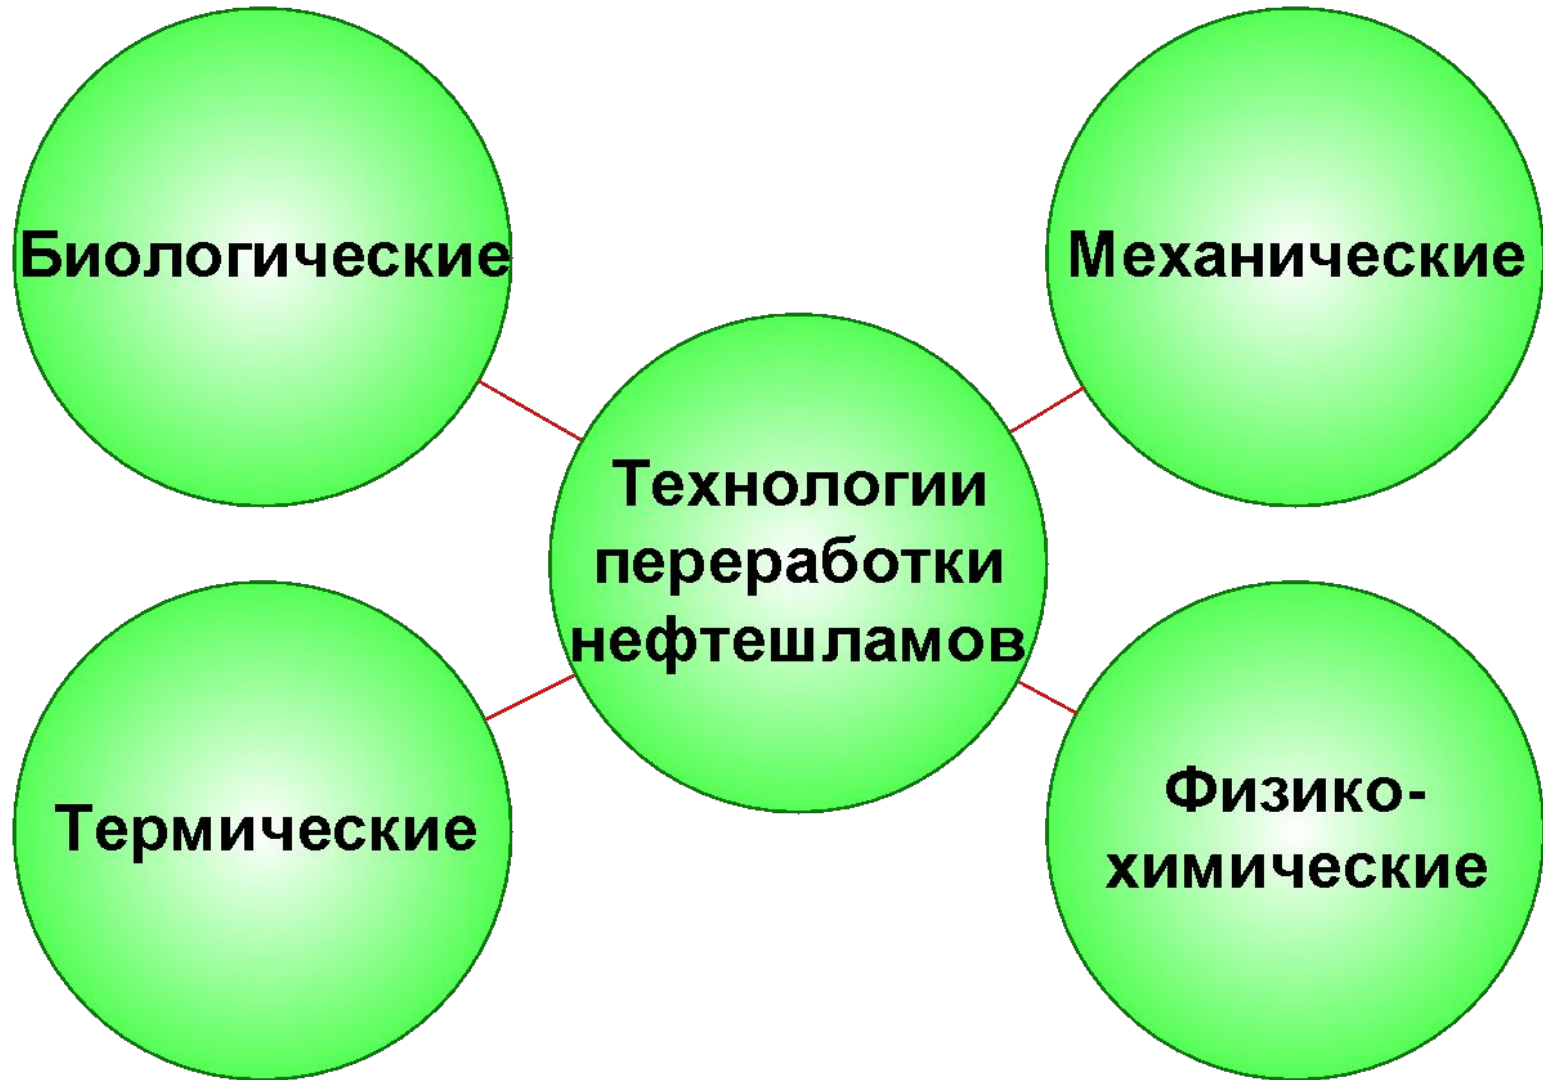 Биологические
Механические
Технологии
переработки
нефтешламов
Термические
Физико-
химические